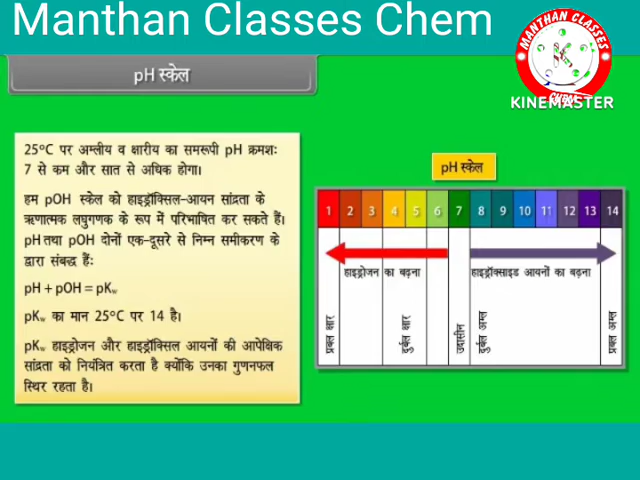 Manthan Classes Chem
MANTHAN CLASSES
K
CHEM
KINEMASTER
pH स्केल
25°C पर अम्लीय व क्षारीय का समरूपी pH क्रमशः
7 से कम और सात से अधिक होगा।
हम pOH स्केल को हाइड्रॉक्सिल-आयन सांद्रता के
ऋणात्मक लघुगणक के रूप में परिभाषित कर सकते हैं।
pH तथा pOH दोनों एक-दूसरे से निम्न समीकरण के
द्वारा संबद्ध हैंः
pH + pOH = pKw
pKw का मान 25°C पर 14 है।
pKw हाइड्रोजन और हाइड्रॉक्सिल आयनों की आपेक्षिक
सांद्रता को नियंत्रित करता है क्योंकि उनका गुणनफल
स्थिर रहता है।
pH स्केल
1 2 3 4 5 6 7 8 9 10 11 12 13 14
हाइड्रोजन का बढ़ना
हाइड्रॉक्साइड आयनों का बढ़ना
प्रबल क्षार
दुर्बल क्षार
उदासीन
दुर्बल अम्ल
प्रबल अम्ल